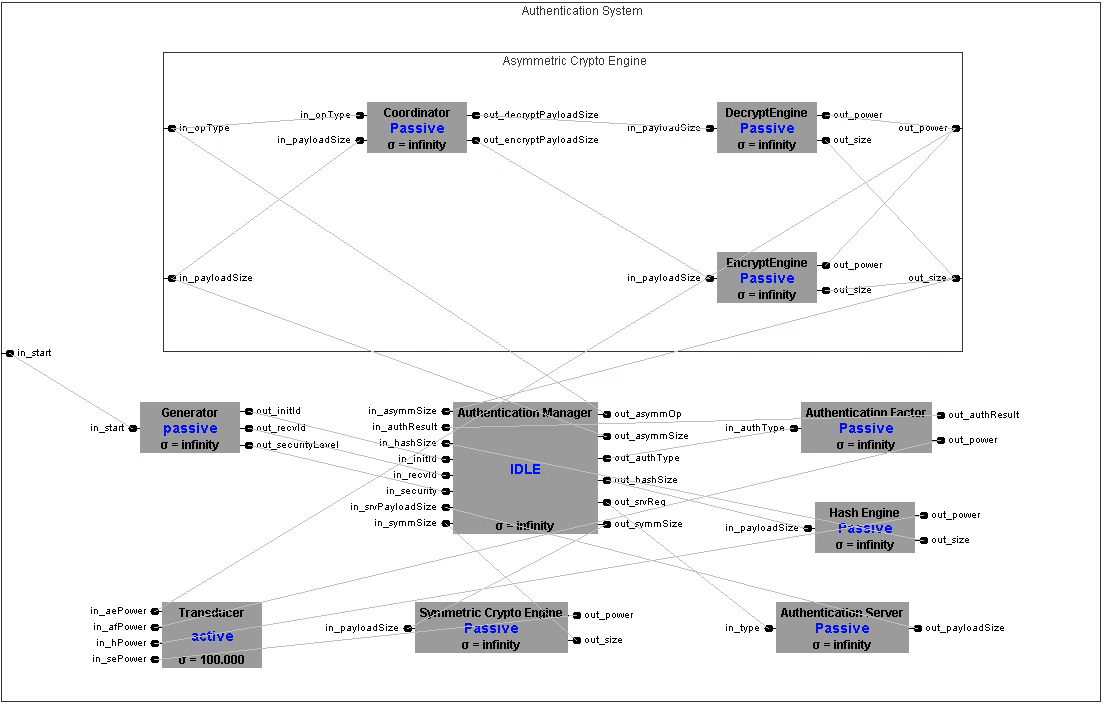 Authentication System
Asymmetric Crypto Engine
in_opType
in_payloadSize
out_power
out_size
in_opType
in_payloadSize
Coordinator
Passive
σ = infinity
out_decryptPayloadSize
out_encryptPayloadSize
in_payloadSize
DecryptEngine
Passive
σ = infinity
out_power
out_size
in_payloadSize
EncryptEngine
Passive
σ = infinity
out_power
out_size
in_start
in_start
Generator
passive
σ = infinity
out_initId
out_recvId
out_securityLevel
in_asymmSize
in_authResult
in_hashSize
in_initId
in_recvId
in_security
in_srvPayloadSize
in_symmSize
Authentication Manager
IDLE
σ = infinity
out_asymmOp
out_asymmSize
out_authType
out_hashSize
out_srvReq
out_symmSize
in_authType
Authentication Factor
Passive
σ = infinity
out_authResult
out_power
in_payloadSize
Hash Engine
Passive
σ = infinity
out_power
out_size
in_aePower
in_afPower
in_hPower
in_sePower
Transducer
active
σ = 100.000
in_payloadSize
Symmetric Crypto Engine
Passive
σ = infinity
out_power
out_size
in_type
Authentication Server
Passive
σ = infinity
out_payloadSize